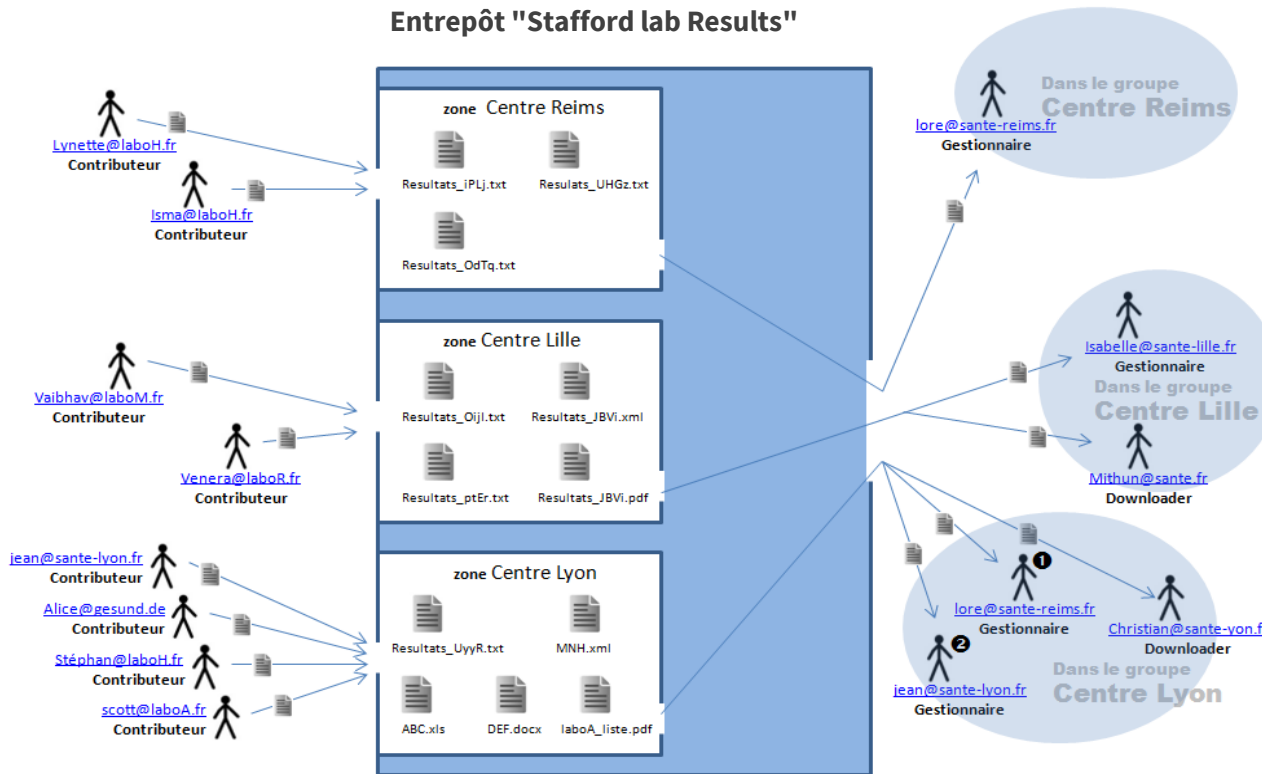 Entrepôt "Stafford lab Results"
Lynette@laboH.fr
Contributeur
Isma@laboH.fr
Contributeur
zone Centre Reims
Resultats_iPLj.txt
Resulats_UHGz.txt
Resultats_OdTq.txt
Dans le groupe
Centre Reims
lore@sante-reims.fr
Gestionnaire
Vaibhav@laboM.fr
Contributeur
Venera@laboR.fr
Contributeur
zone Centre Lille
Resultats_OijI.txt
Resultats_JBVi.xml
Resultats_ptEr.txt
Resultats_JBVi.pdf
Isabelle@sante-lille.fr
Gestionnaire
Dans le groupe
Centre Lille
Mithun@sante.fr
Downloader
jean@sante-lyon.fr
Contributeur
Alice@gesund.de
Contributeur
Stéphan@laboH.fr
Contributeur
scott@laboA.fr
Contributeur
zone Centre Lyon
Resultats_UyyR.txt
MNH.xml
ABC.xls
DEF.docx
laboA_liste.pdf
1
lore@sante-reims.fr
Gestionnaire
Christian@sante-yon.f
Downloader
2
jean@sante-lyon.fr
Gestionnaire
Dans le groupe
Centre Lyon